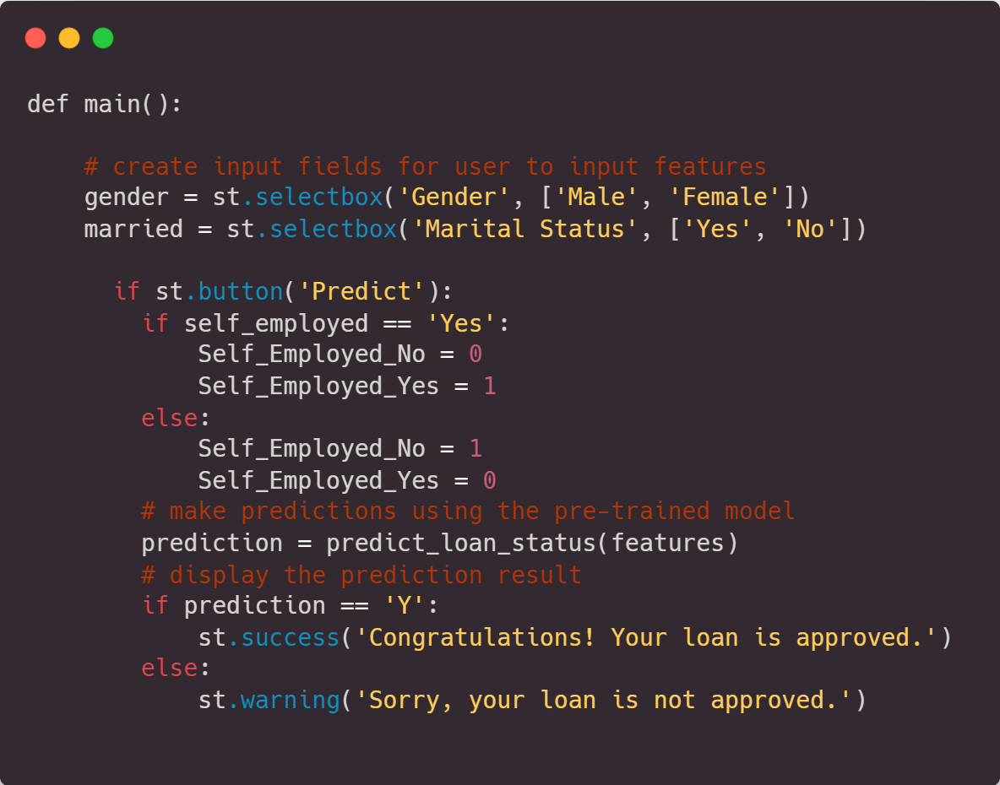 def main():

    # create input fields for user to input features
    gender = st.selectbox('Gender', ['Male', 'Female'])
    married = st.selectbox('Marital Status', ['Yes', 'No'])

      if st.button('Predict'):
        if self_employed == 'Yes':
            Self_Employed_No = 0
            Self_Employed_Yes = 1
        else:
            Self_Employed_No = 1
            Self_Employed_Yes = 0
        # make predictions using the pre-trained model
        prediction = predict_loan_status(features)
        # display the prediction result
        if prediction == 'Y':
            st.success('Congratulations! Your loan is approved.')
        else:
            st.warning('Sorry, your loan is not approved.')